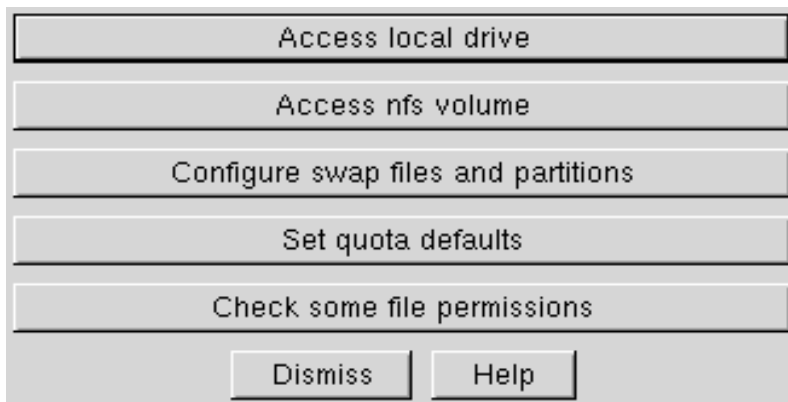 Access local drive
Access nfs volume
Configure swap files and partitions
Set quota defaults
Check some file permissions
Dismiss Help